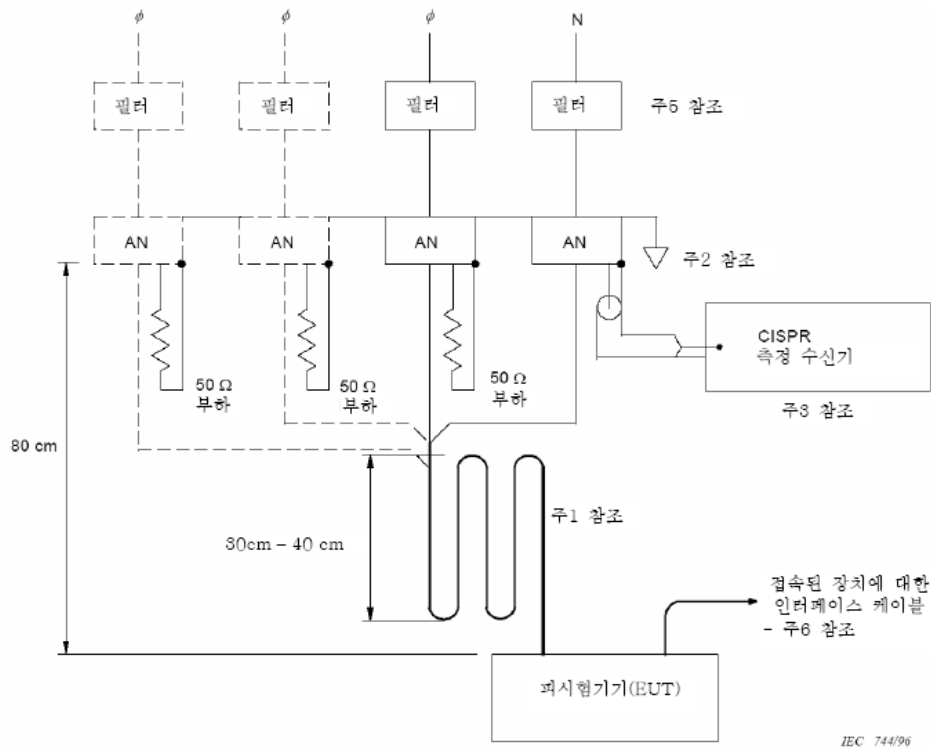 ϕ ϕ ϕ N
필터 필터 필터 필터 주5 참조
AN AN AN AN
주2 참조
CISPR
측정 수신기
주3 참조
50 Ω
부하
50 Ω
부하
50 Ω
부하
80 cm
30cm – 40 cm
주1 참조
접속된 장치에 대한
인터페이스 케이블
- 주6 참조
피시험기기(EUT)
IEC 744/96